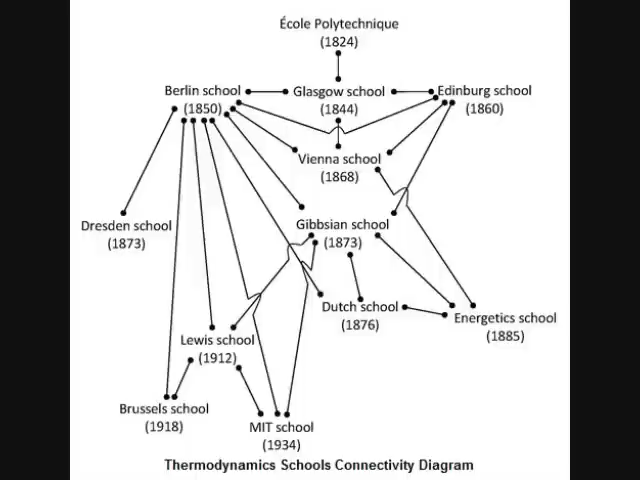 École Polytechnique
(1824)
Berlin school
(1850)
Glasgow school
(1844)
Edinburg school
(1860)
Vienna school
(1868)
Dresden school
(1873)
Gibbsian school
(1873)
Dutch school
(1876)
Energetics school
(1885)
Lewis school
(1912)
Brussels school
(1918)
MIT school
(1934)
Thermodynamics Schools Connectivity Diagram